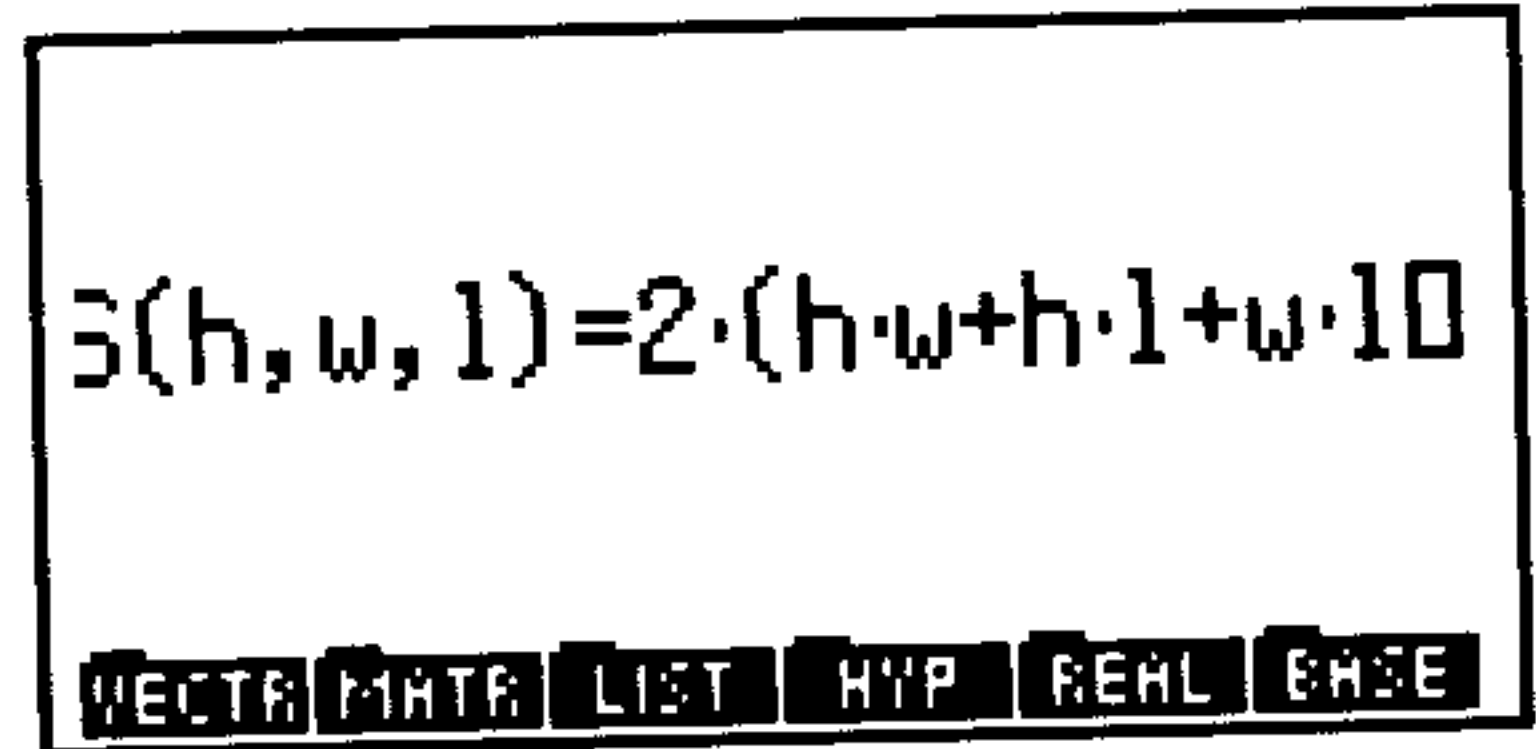 S(h,w,l)=2·(h·w+h·l+w·l
VECTR MATR LIST HYP REAL BASE